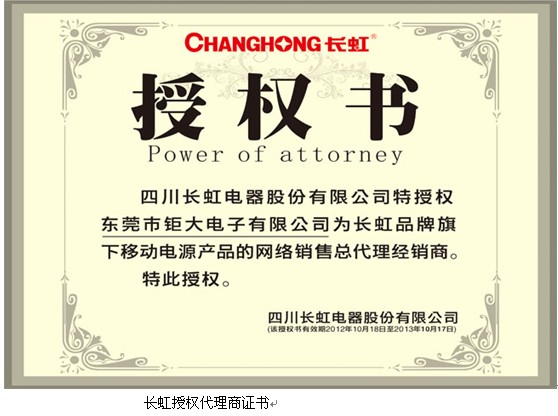 CHANGHONG 长虹®
授权书
Power of attorney
四川长虹电器股份有限公司特授权
东莞市钜大电子有限公司为长虹品牌旗
下移动电源产品的网络销售总代理经销商。
特此授权。
四川长虹电器股份有限公司
(该授权书有效期2012年10月18日至2013年10月17日)
长虹授权代理商证书